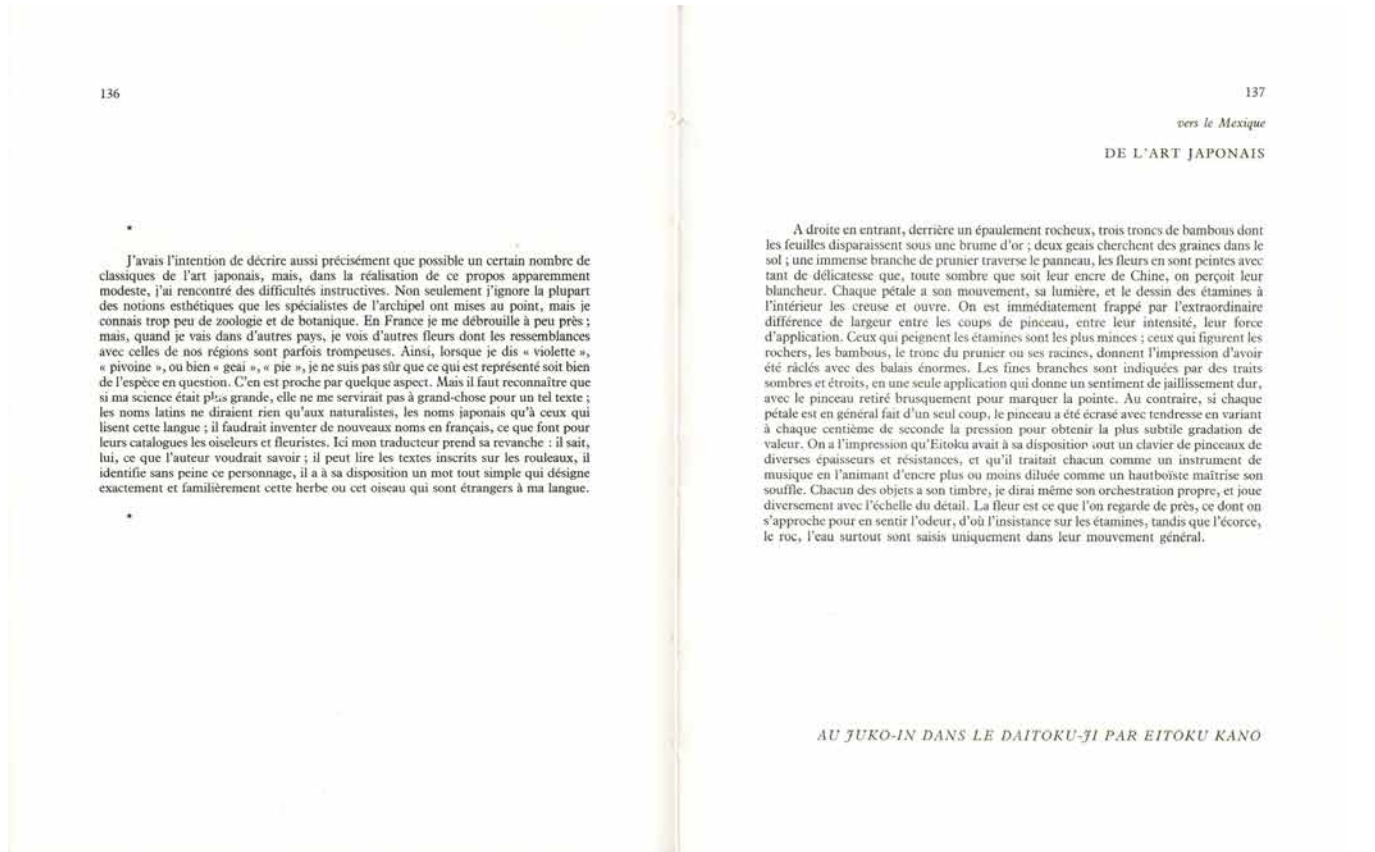 136
*
J'avais l'intention de décrire aussi précisément que possible un certain nombre de
classiques de l'art japonais, mais, dans la réalisation de ce propos apparemment
modeste, j'ai rencontré des difficultés instructives. Non seulement j'ignore la plupart
des notions esthétiques que les spécialistes de l'archipel ont mises au point, mais je
connais trop peu de zoologie et de botanique. En France je me débrouille à peu près ;
mais, quand je vais dans d'autres pays, je vois d'autres fleurs dont les ressemblances
avec celles de nos régions sont parfois trompeuses. Ainsi, lorsque je dis « violette »,
« pivoine », ou bien « geai », « pie », je ne suis pas sûr que ce qui est représenté soit bien
de l'espèce en question. C'en est proche par quelque aspect. Mais il faut reconnaître que
si ma science était plus grande, elle ne me servirait pas à grand-chose pour un tel texte ;
les noms latins ne diraient rien qu'aux naturalistes, les noms japonais qu'à ceux qui
lisent cette langue ; il faudrait inventer de nouveaux noms en français, ce que font pour
leurs catalogues les oiseleurs et fleuristes. Ici mon traducteur prend sa revanche : il sait,
lui, ce que l'auteur voudrait savoir ; il peut lire les textes inscrits sur les rouleaux, il
identifie sans peine ce personnage, il a à sa disposition un mot tout simple qui désigne
exactement et familièrement cette herbe ou cet oiseau qui sont étrangers à ma langue.
*
137
vers le Mexique
DE L'ART JAPONAIS
A droite en entrant, derrière un épaulement rocheux, trois troncs de bambous dont
les feuilles disparaissent sous une brume d'or ; deux geais cherchent des graines dans le
sol ; une immense branche de prunier traverse le panneau, les fleurs en sont peintes avec
tant de délicatesse que, toute sombre que soit leur encre de Chine, on perçoit leur
blancheur. Chaque pétale a son mouvement, sa lumière, et le dessin des étamines à
l'intérieur les creuse et ouvre. On est immédiatement frappé par l'extraordinaire
différence de largeur entre les coups de pinceau, entre leur intensité, leur force
d'application. Ceux qui peignent les étamines sont les plus minces ; ceux qui figurent les
rochers, les bambous, le tronc du prunier ou ses racines, donnent l'impression d'avoir
été râclés avec des balais énormes. Les fines branches sont indiquées par des traits
sombres et étroits, en une seule application qui donne un sentiment de jaillissement dur,
avec le pinceau retiré brusquement pour marquer la pointe. Au contraire, si chaque
pétale est en général fait d'un seul coup, le pinceau a été écrasé avec tendresse en variant
à chaque centième de seconde la pression pour obtenir la plus subtile gradation de
valeur. On a l'impression qu'Eitoku avait à sa disposition tout un clavier de pinceaux de
diverses épaisseurs et résistances, et qu'il traitait chacun comme un instrument de
musique en l'animant d'encre plus ou moins diluée comme un hautboïste maîtrise son
souffle. Chacun des objets a son timbre, je dirai même son orchestration propre, et joue
diversement avec l'échelle du détail. La fleur est ce que l'on regarde de près, ce dont on
s'approche pour en sentir l'odeur, d'où l'insistance sur les étamines, tandis que l'écorce,
le roc, l'eau surtout sont saisis uniquement dans leur mouvement général.
AU JUKO-IN DANS LE DAITOKU-JI PAR EITOKU KANO